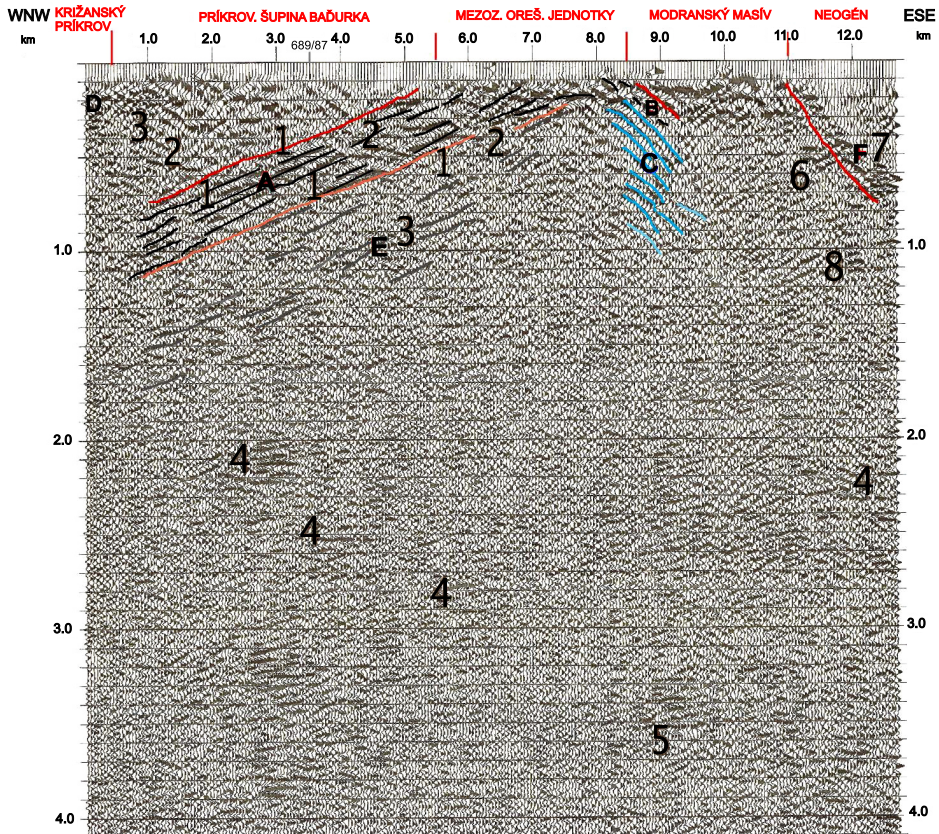 WNW KRIŽANSKÝ PRÍKROV PRÍKROV. ŠUPINA BAĎURKA MEZOZ. OREŠ. JEDNOTKY MODRANSKÝ MASÍV NEOGÉN ESE
km 1.0 2.0 3.0 689/87 4.0 5.0 6.0 7.0 8.0 9.0 10.0 11.0 12.0 km
D 3 2 1 2 2 B 7
1 A 1 1 C 6 F
1.0 E 3 8 1.0
2.0 4 4 2.0
4
4
3.0 3.0
5
4.0 4.0